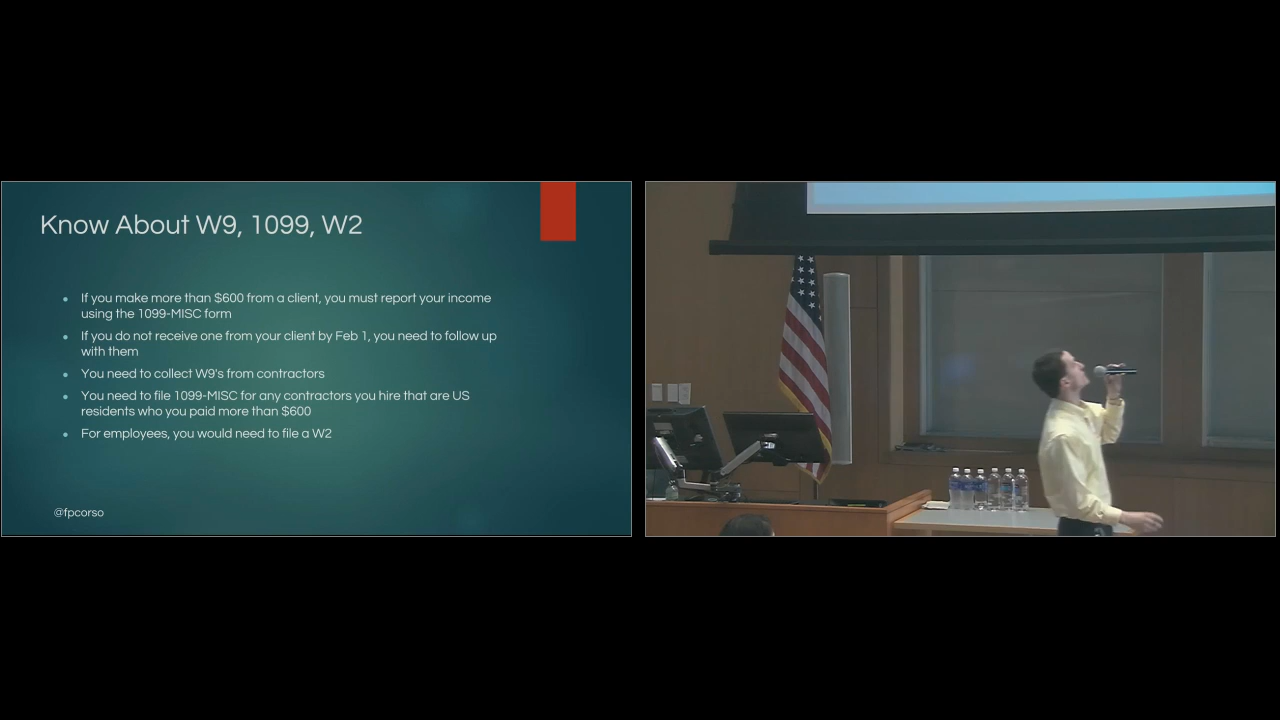 Know About W9, 1099, W2
If you make more than $600 from a client, you must report your income
using the 1099-MISC form
If you do not receive one from your client by Feb 1, you need to follow up
with them
You need to collect W9's from contractors
You need to file 1099-MISC for any contractors you hire that are US
residents who you paid more than $600
For employees, you would need to file a W2
@fpcorso